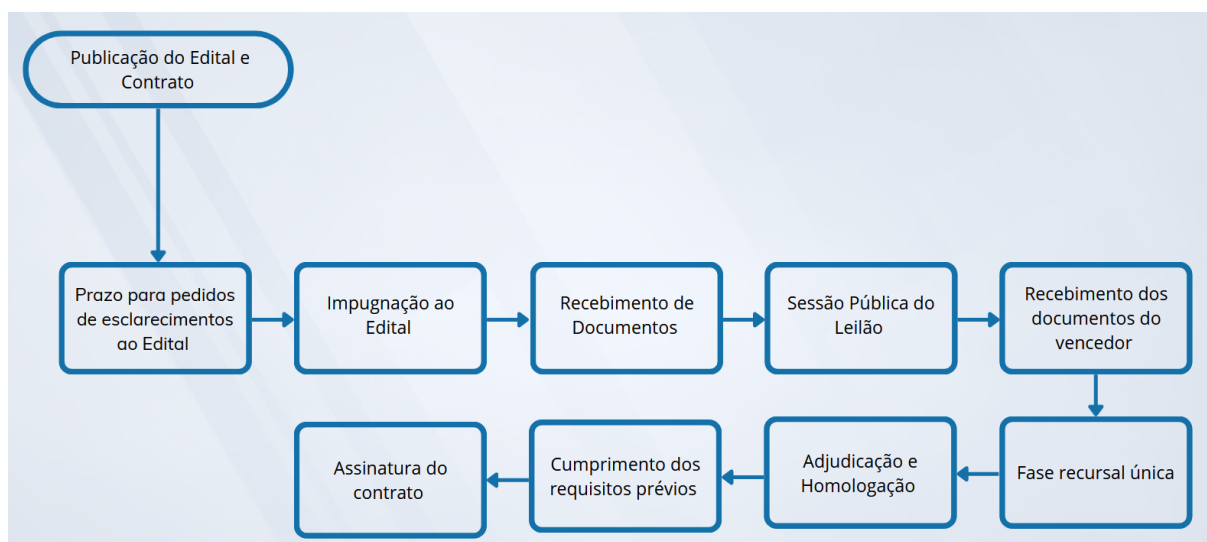 Publicação do Edital e
Contrato
Prazo para pedidos
de esclarecimentos
ao Edital
Impugnação ao
Edital
Recebimento de
Documentos
Sessão Pública do
Leilão
Recebimento dos
documentos do
vencedor
Fase recursal única
Adjudicação e
Homologação
Cumprimento dos
requisitos prévios
Assinatura do
contrato